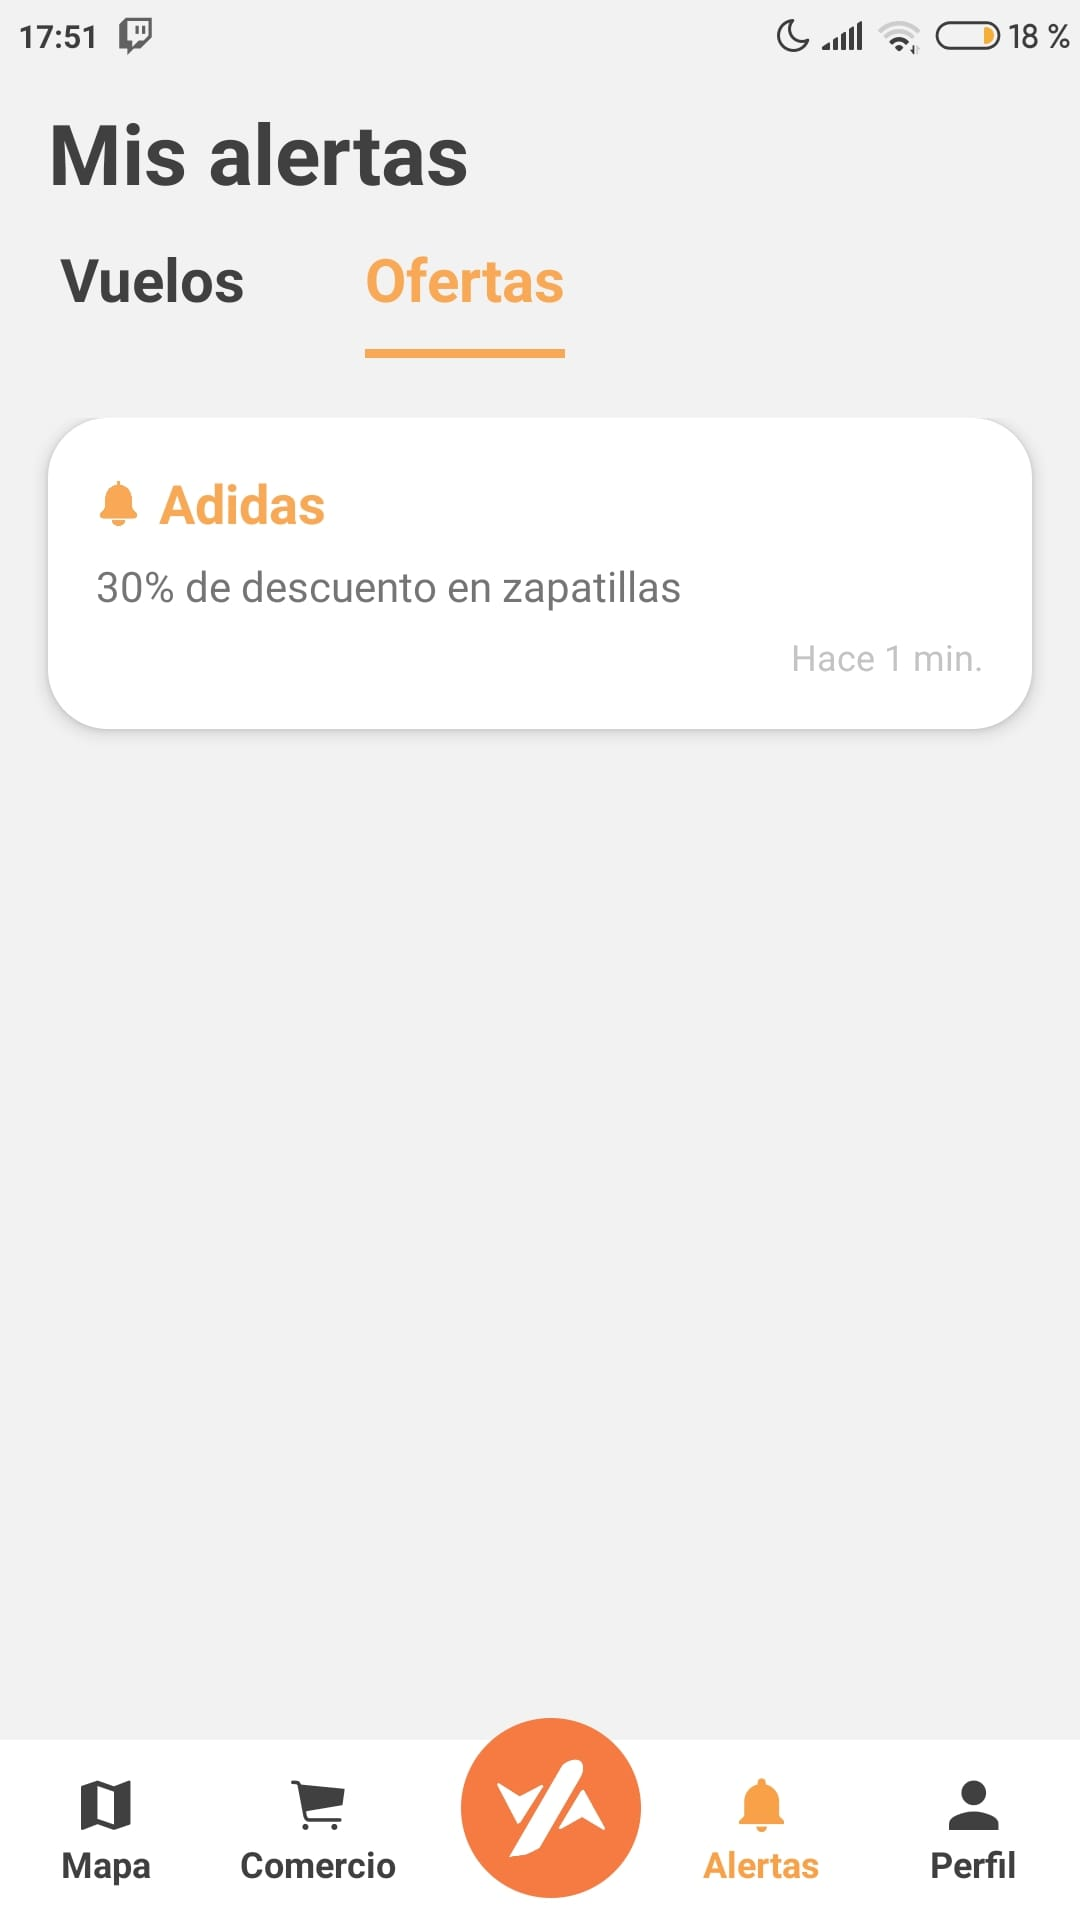 17:51 18 %
Mis alertas
Vuelos Ofertas
Adidas
30% de descuento en zapatillas
Hace 1 min.
Mapa Comercio Alertas Perfil